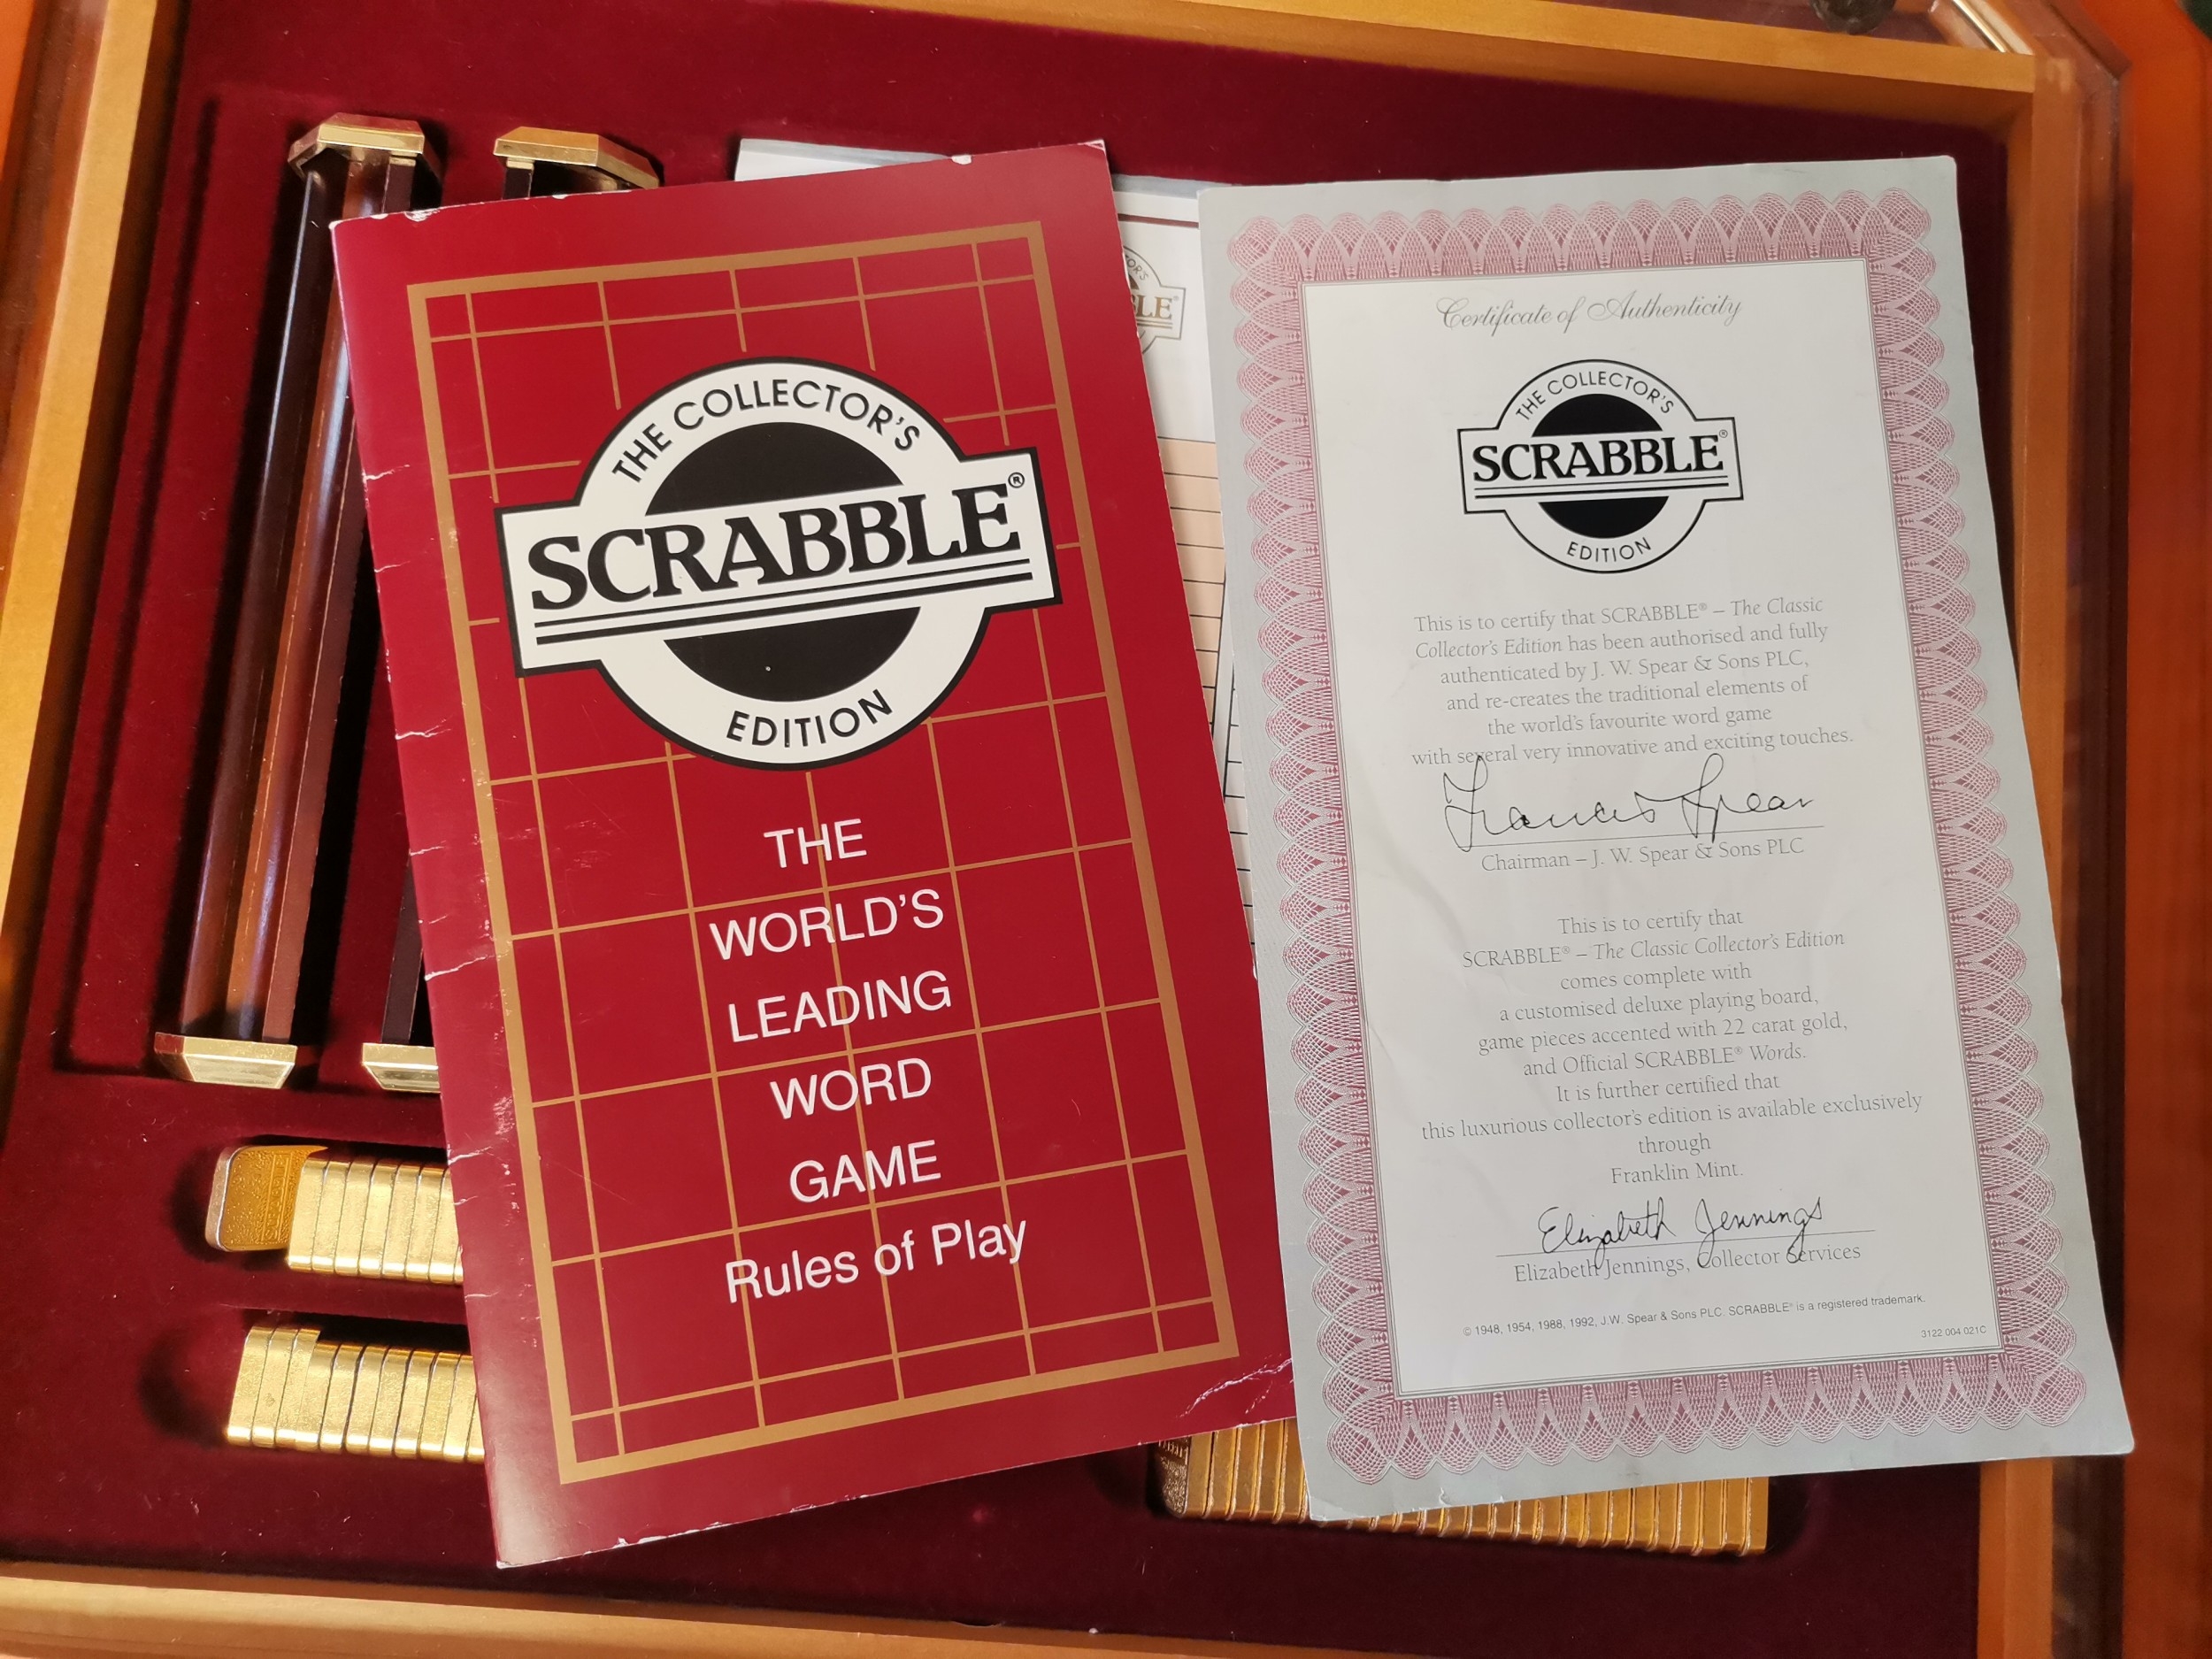 THE COLLECTOR'S
SCRABBLE®
EDITION
THE
WORLD'S
LEADING
WORD
GAME
Rules of Play
Certificate of Authenticity
THE COLLECTOR'S
SCRABBLE®
EDITION
This is to certify that SCRABBLE® – The Classic
Collector's Edition has been authorised and fully
authenticated by J. W. Spear & Sons PLC,
and re-creates the traditional elements of
the world's favourite word game
with several very innovative and exciting touches.
Francis Spear
Chairman – J. W. Spear & Sons PLC
This is to certify that
SCRABBLE® – The Classic Collector's Edition
comes complete with
a customised deluxe playing board,
game pieces accented with 22 carat gold,
and Official SCRABBLE® Words.
It is further certified that
this luxurious collector's edition is available exclusively
through
Franklin Mint.
Elizabeth Jennings
Elizabeth Jennings, Collector Services
© 1948, 1954, 1988, 1992, J.W. Spear & Sons PLC. SCRABBLE® is a registered trademark.
3122 004 021C